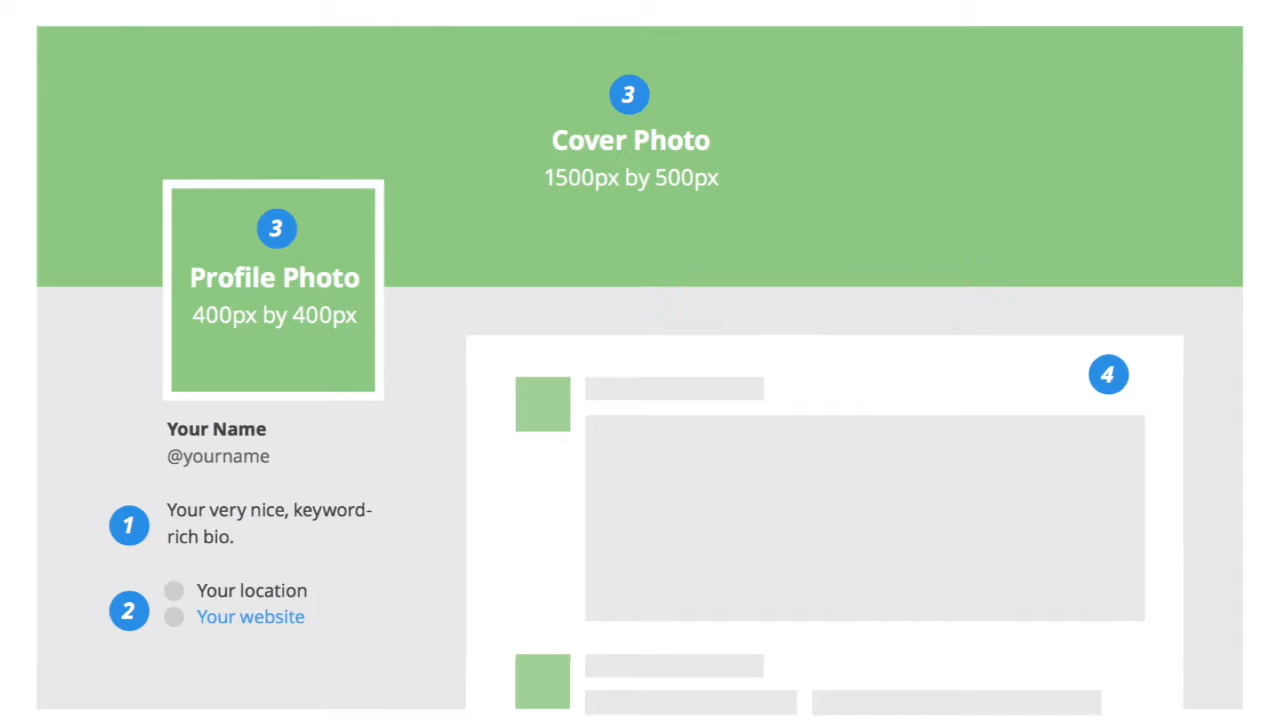 3
Cover Photo
1500px by 500px
3
Profile Photo
400px by 400px
4
Your Name
@yourname
1
Your very nice, keyword-
rich bio.
2
Your location
Your website